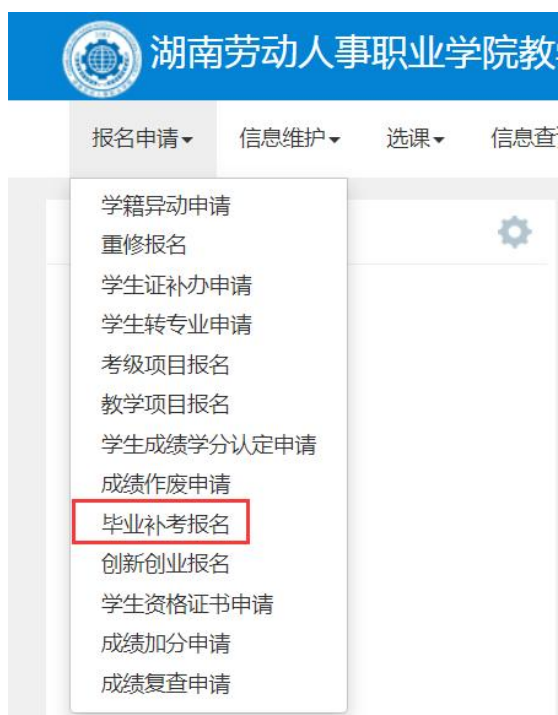 湖南劳动人事职业学院教
报名申请 信息维护 选课 信息查
学籍异动申请
重修报名
学生证补办申请
学生转专业申请
考级项目报名
教学项目报名
学生成绩学分认定申请
成绩作废申请
毕业补考报名
创新创业报名
学生资格证书申请
成绩加分申请
成绩复查申请